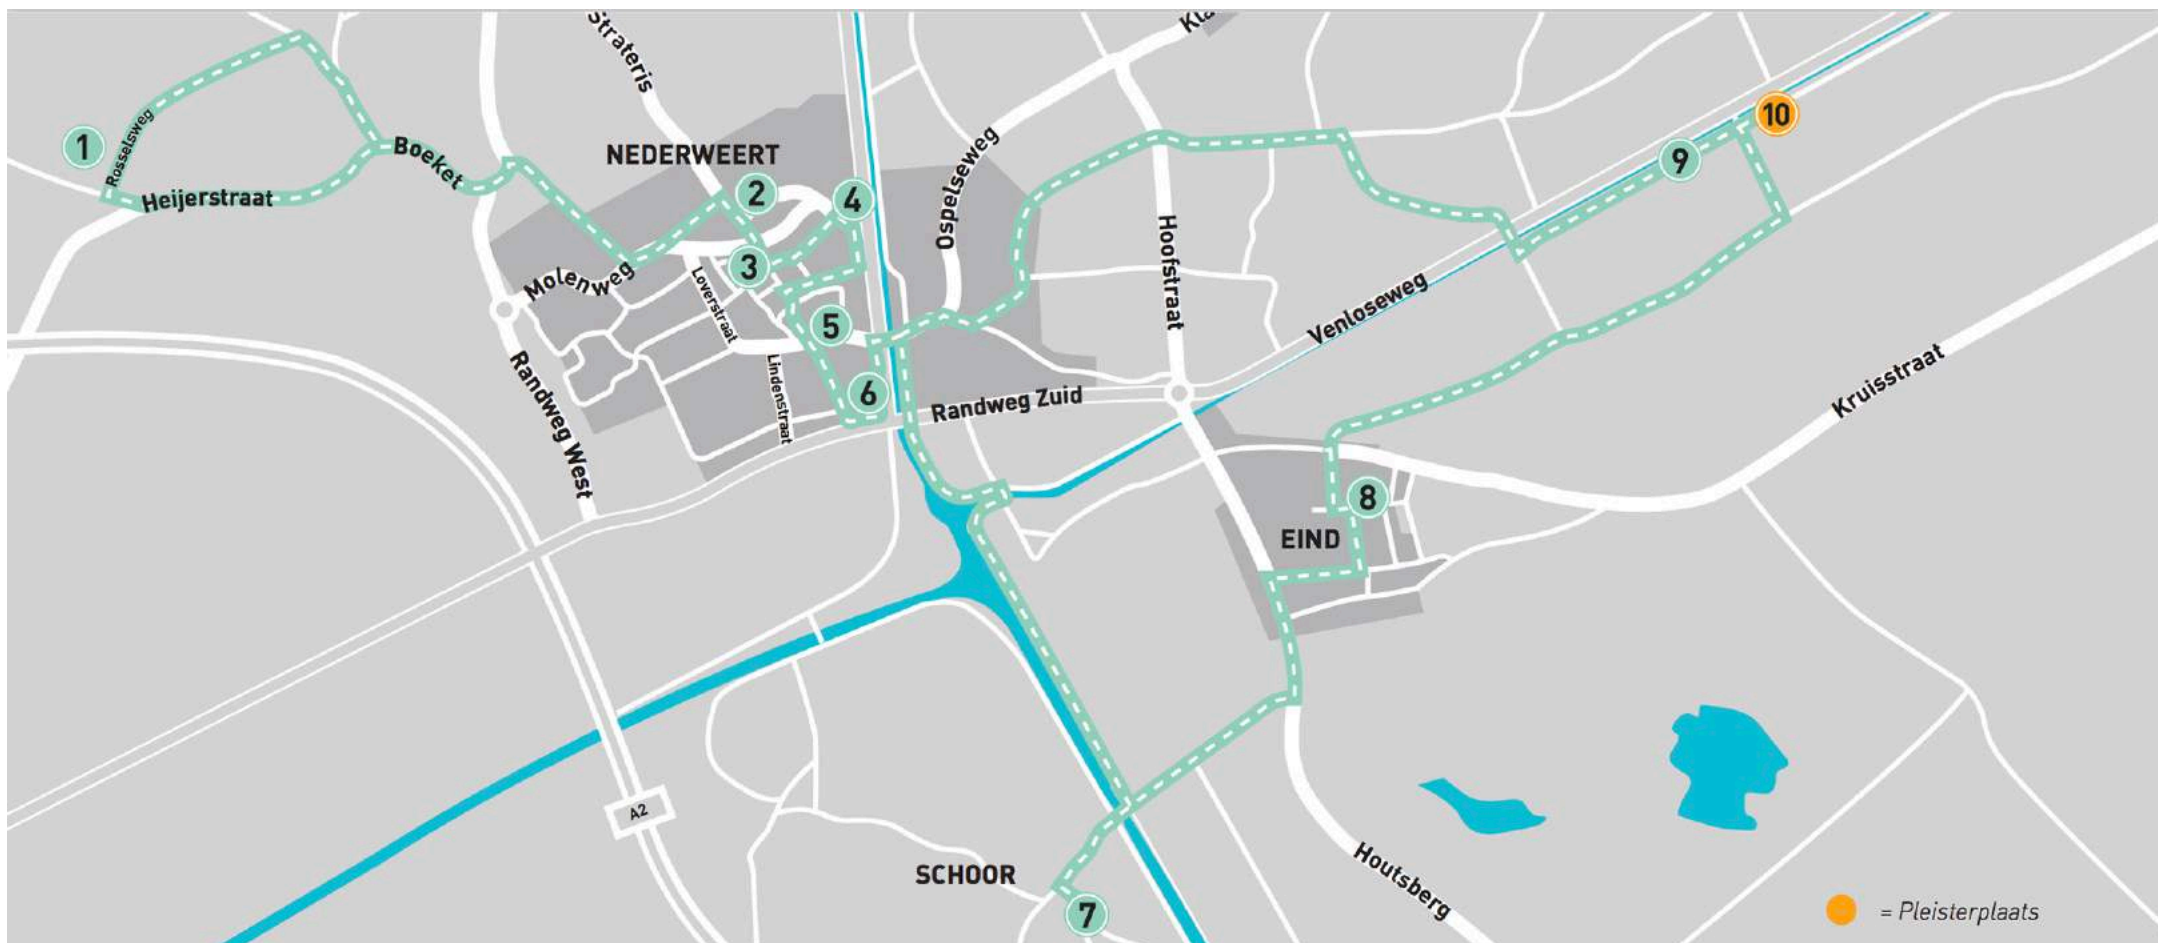 Strateris
Kla
1
Rosselsweg
Heijerstraat
Boeket
NEDERWEERT
2
4
Ospelseweg
3
Molenweg
Loverstraat
5
Lindenstraat
6
Randweg West
Randweg Zuid
Hoofstraat
Venloseweg
9
10
Kruisstraat
8
EIND
A2
SCHOOR
7
Houtsberg
= Pleisterplaats